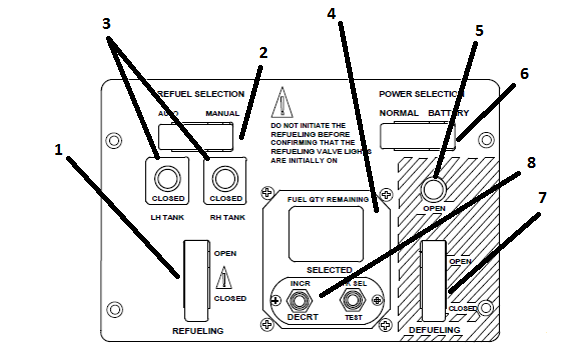 3
4
5
2
6
REFUEL SELECTION
POWER SELECTION
AUTO MANUAL
NORMAL BATTERY
DO NOT INITIATE THE
REFUELING BEFORE
CONFIRMING THAT THE
REFUELING VALVE LIGHTS
ARE INITIALLY ON
1
8
7
CLOSED
CLOSED
LH TANK
RH TANK
FUEL QTY REMAINING
OPEN
OPEN
CLOSED
REFUELING
SELECTED
INCR
SEL
DECRT
TEST
OPEN
CLOSED
DEFUELING